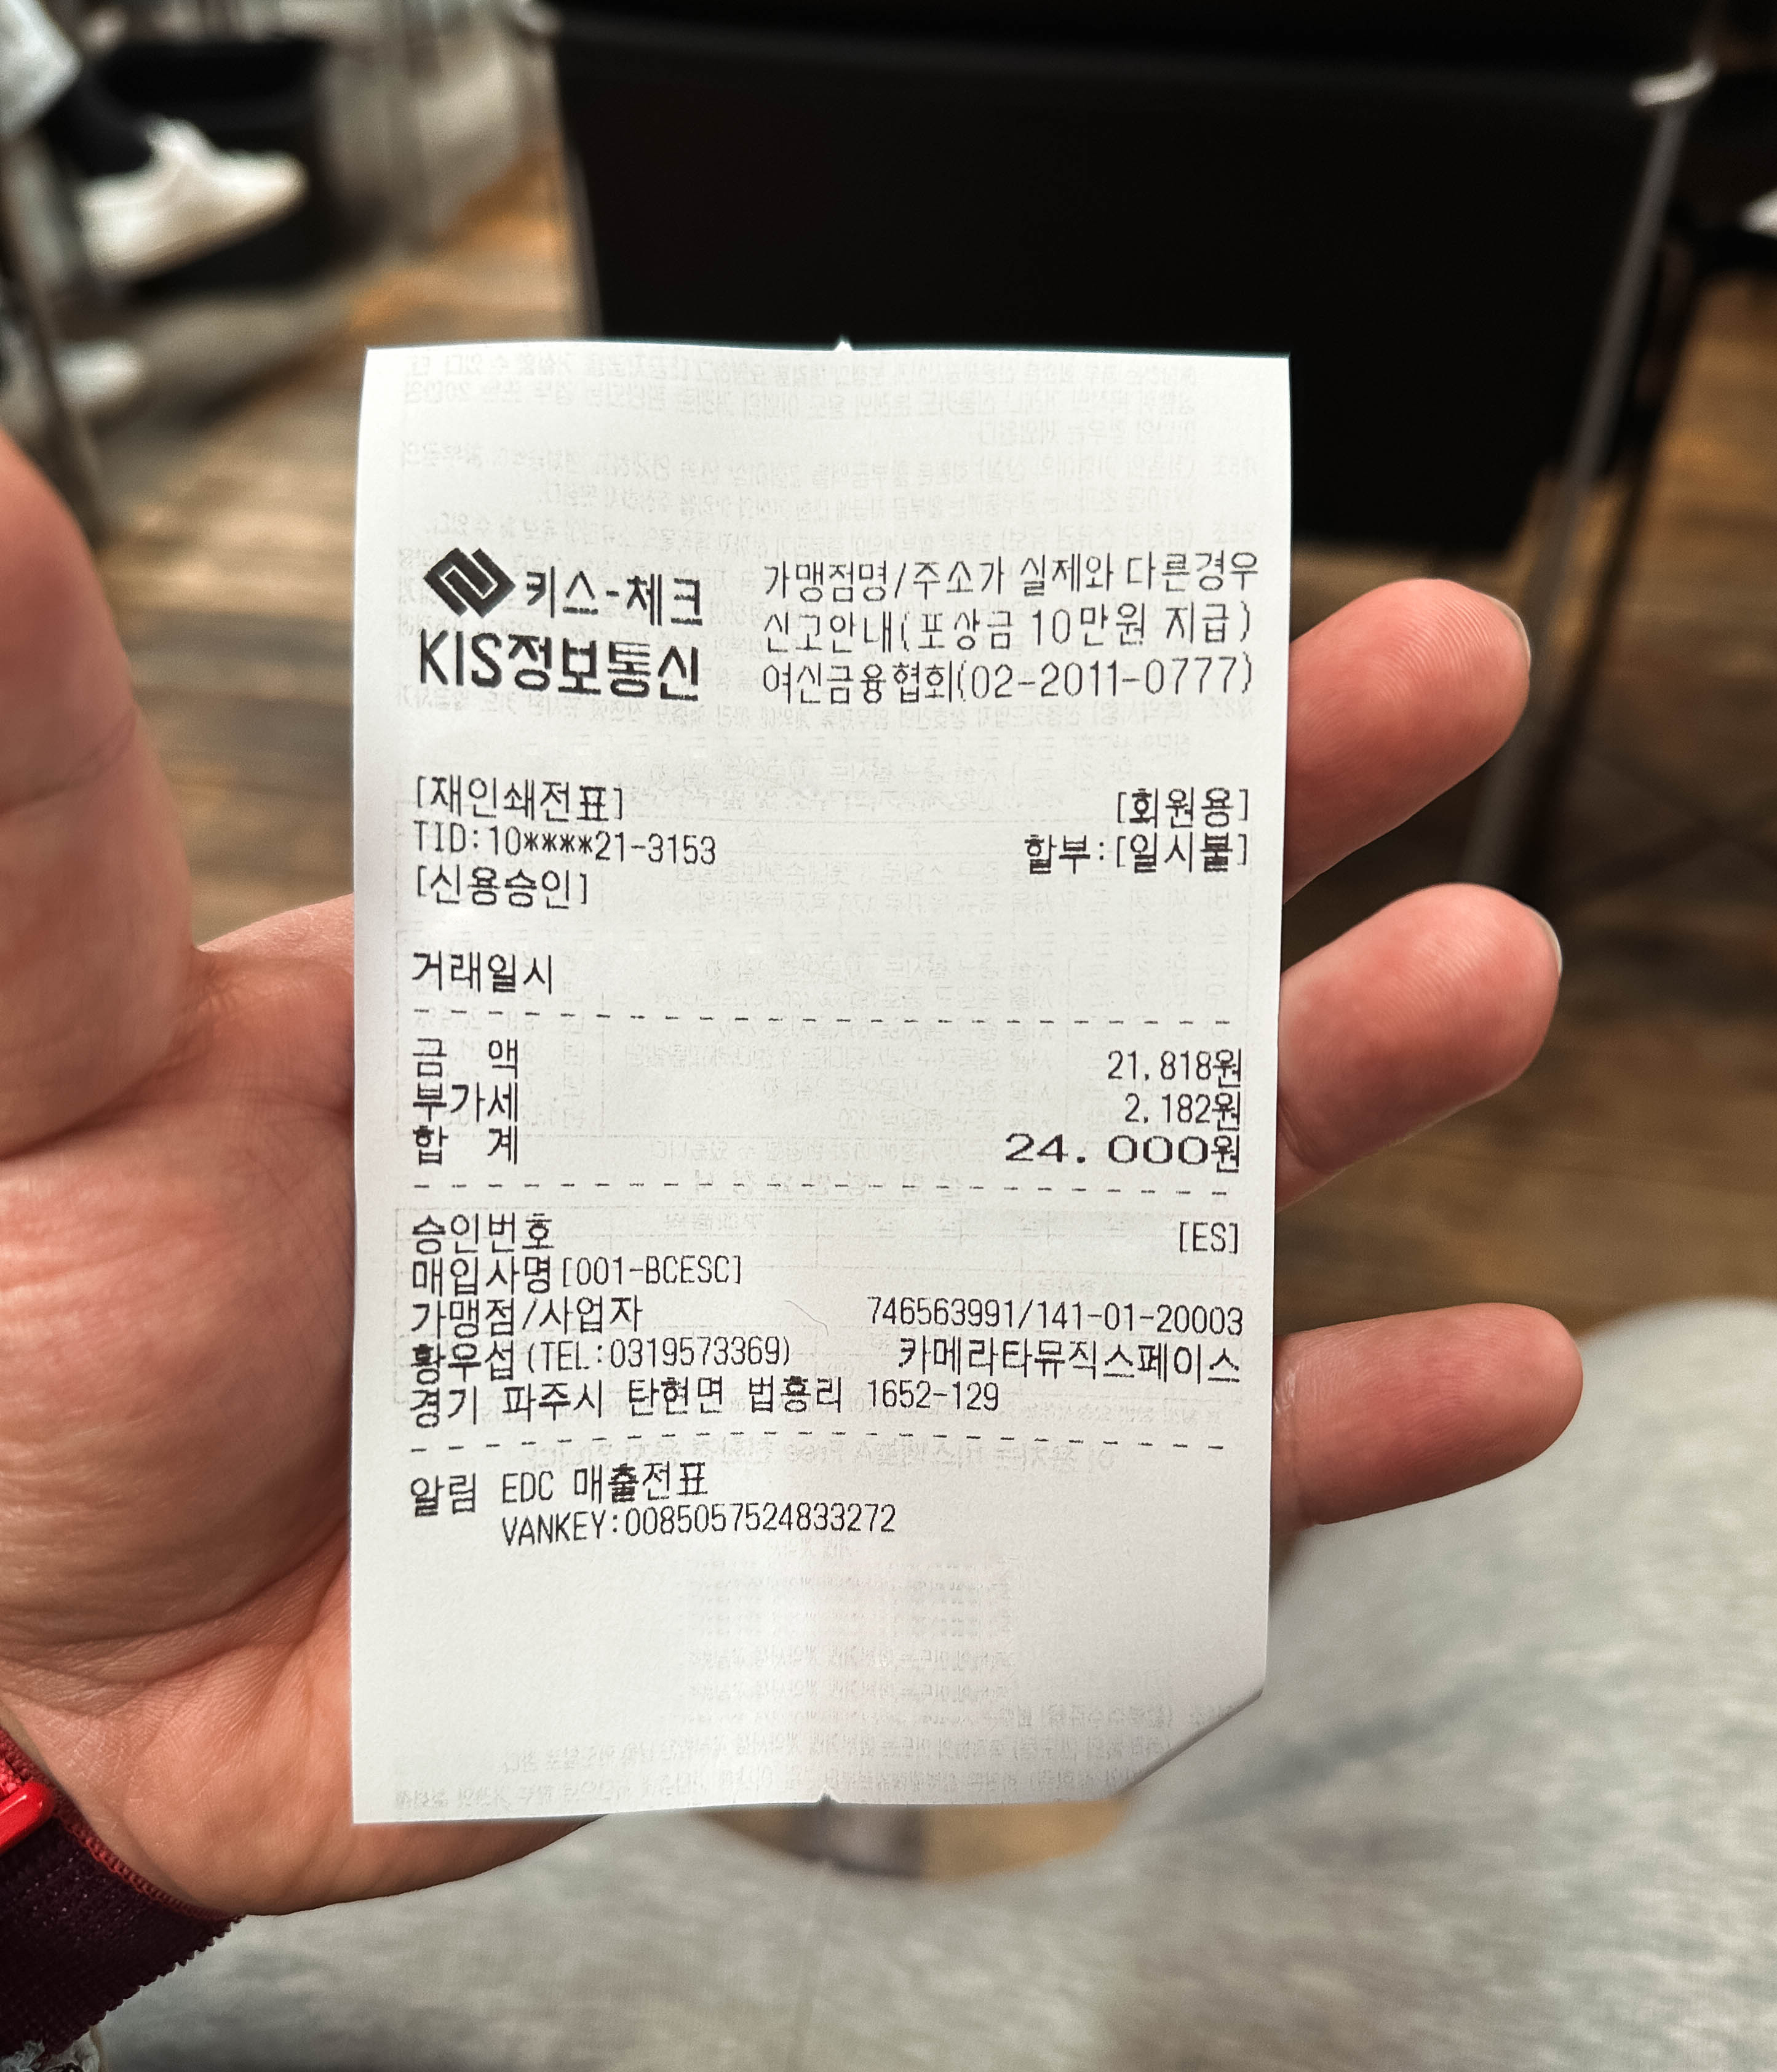 키스-체크
KIS정보통신
가맹점명/주소가 실제와 다른경우
신고안내(포상금 10만원 지급)
여신금융협회(02-2011-0777)
[재인쇄전표] [회원용]
TID:10****21-3153 할부:[일시불]
[신용승인]
거래일시
금 액 21,818원
부가세 2,182원
합 계 24.000원
승인번호 [ES]
매입사명[001-BCESC]
가맹점/사업자 746563991/141-01-20003
황우섭(TEL:0319573369) 카메라타뮤직스페이스
경기 파주시 탄현면 법흥리 1652-129
알림 EDC 매출전표
VANKEY:0085057524833272